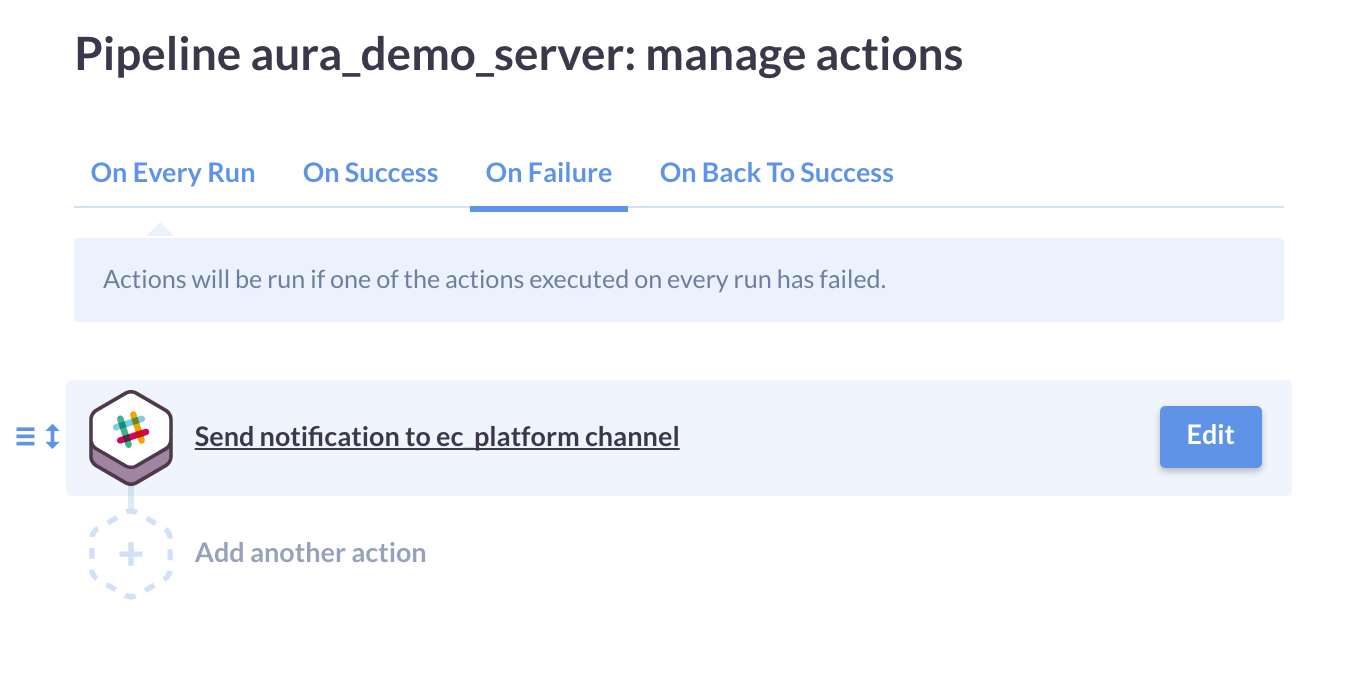 Pipeline aura_demo_server: manage actions
On Every Run On Success On Failure On Back To Success
Actions will be run if one of the actions executed on every run has failed.
Send notification to ec_platform channel
Edit
Add another action